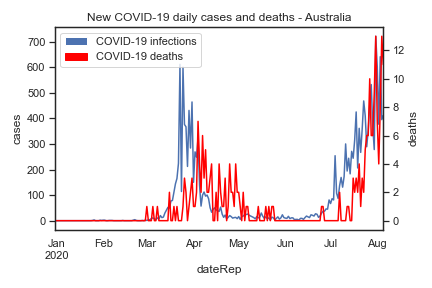 New COVID-19 daily cases and deaths - Australia
COVID-19 infections
COVID-19 deaths
700
600
500
400
300
200
100
0
cases
12
10
8
6
4
2
0
deaths
Jan Feb Mar Apr May Jun Jul Aug
2020
dateRep